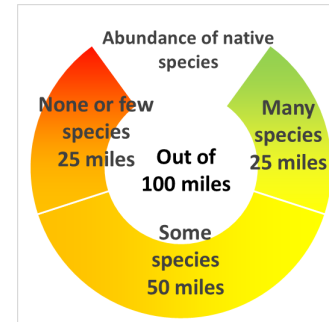 Abundance of native
species
None or few
species
25 miles
Many
species
25 miles
Out of
100 miles
Some
species
50 miles